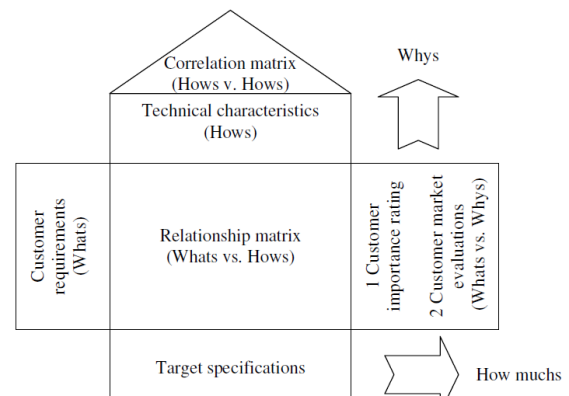 Correlation matrix
(Hows v. Hows)
Whys
Technical characteristics
(Hows)
Customer
requirements
(Whats)
Relationship matrix
(Whats vs. Hows)
1 Customer
importance rating
2 Customer market
evaluations
(Whats vs. Whys)
Target specifications
How muchs